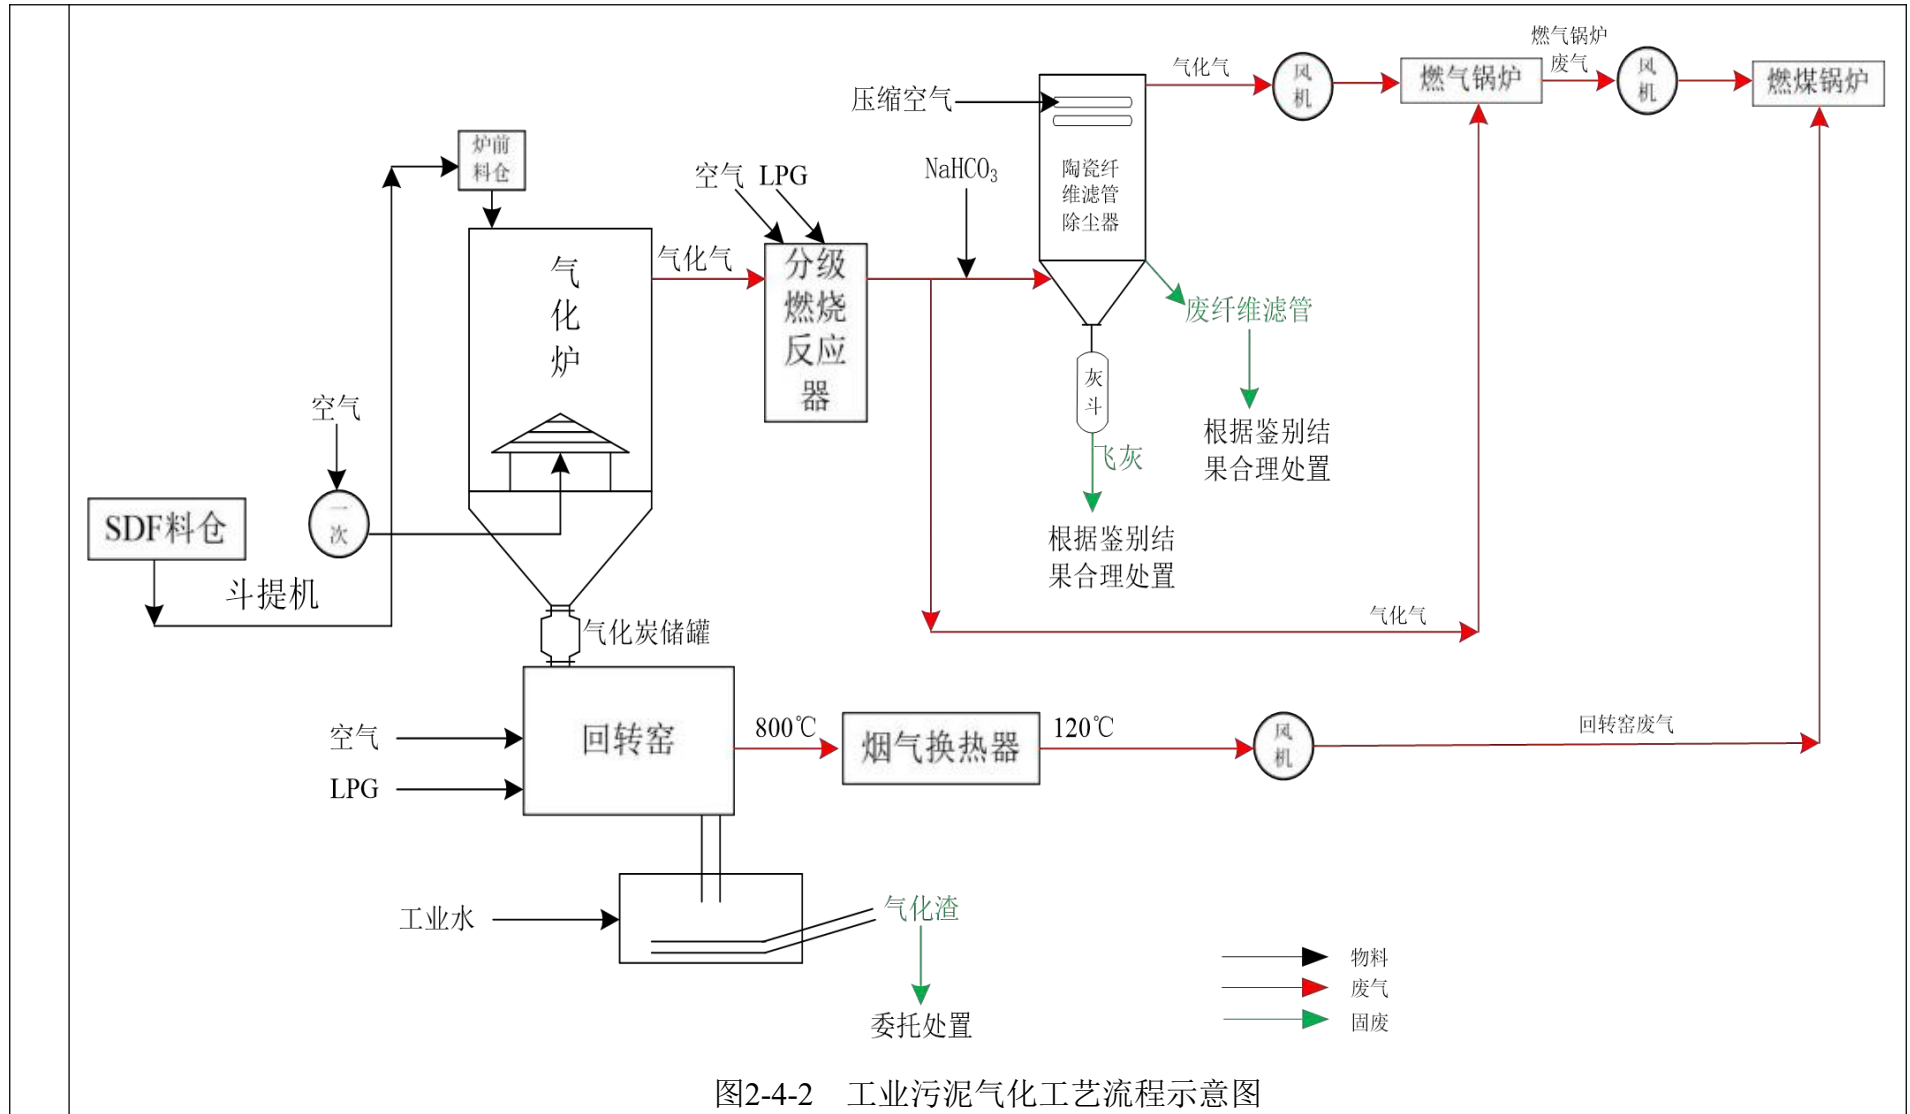 燃气锅炉
废气
气化气
风
机
燃气锅炉
风
机
燃煤锅炉
压缩空气
炉前
料仓
空气 LPG
NaHCO₃
陶瓷纤
维滤管
除尘器
气
化
炉
气化气
分级
燃烧
反应
器
废纤维滤管
灰
斗
空气
根据鉴别结
果合理处置
飞灰
SDF料仓
一
次
根据鉴别结
果合理处置
斗提机
气化炭储罐
气化气
空气
回转窑
800℃
烟气换热器
120℃
风
机
回转窑废气
LPG
工业水
气化渣
物料
废气
固废
委托处置
图2-4-2 工业污泥气化工艺流程示意图